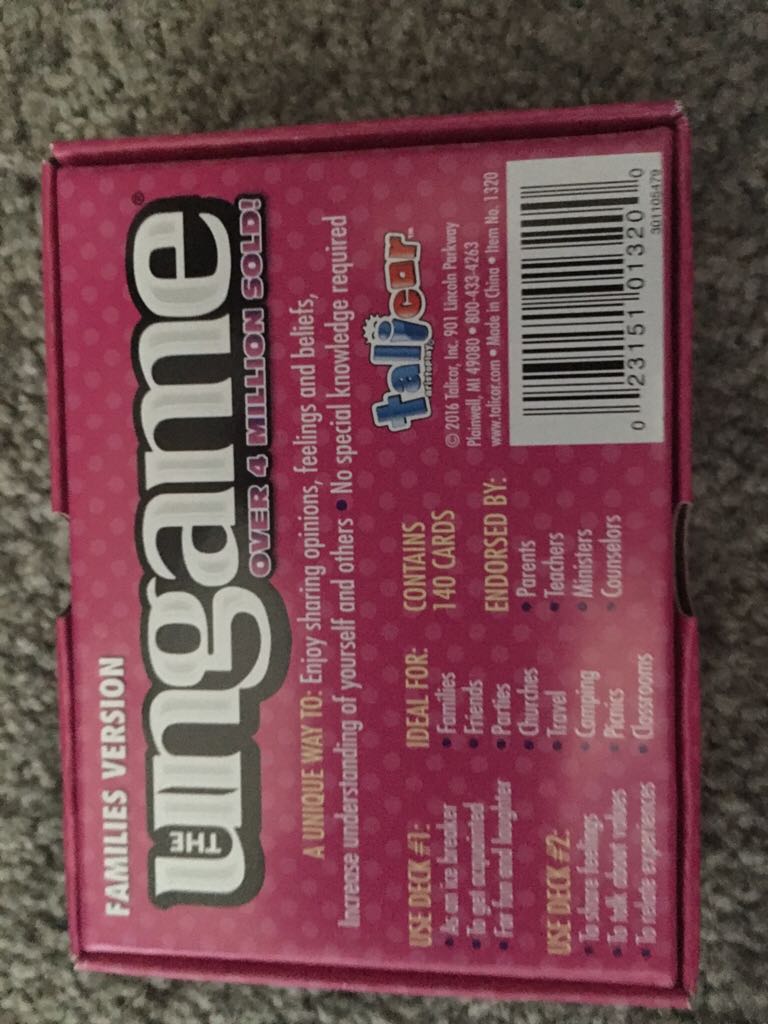 FAMILIES VERSION
THE
Ungame®
OVER 4 MILLION SOLD!
A UNIQUE WAY TO: Enjoy sharing opinions, feelings and beliefs,
Increase understanding of yourself and others • No special knowledge required
USE DECK #1:
• As an ice breaker
• To get acquainted
• For fun and laughter
USE DECK #2:
• To share feelings
• To talk about values
• To relate experiences
IDEAL FOR:
• Families
• Friends
• Parties
• Churches
• Travel
• Camping
• Picnics
• Classrooms
CONTAINS
140 CARDS
ENDORSED BY:
• Parents
• Teachers
• Ministers
• Counselors
talicor™
© 2016 Talicor, Inc. 901 Lincoln Parkway
Plainwell, MI 49080 • 800-433-4263
www.talicor.com • Made in China • Item No. 1320
0 23151 01320 0
301105479